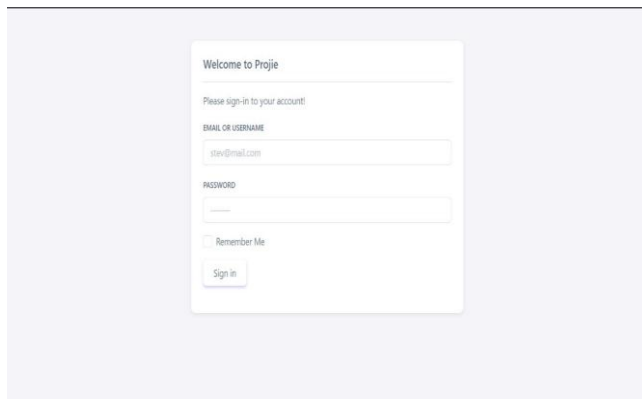 Welcome to Projie
Please sign-in to your account!
EMAIL OR USERNAME
stev@mail.com
PASSWORD
Remember Me
Sign in